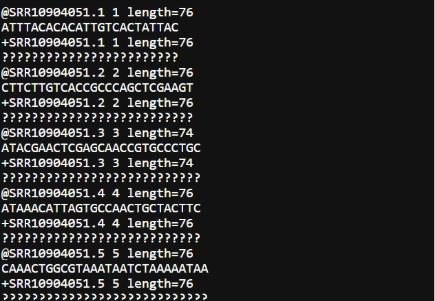 @SRR10904051.1 1 length=76
ATTTACACACATTGTCACTATTAC
+SRR10904051.1 1 length=76
????????????????????????
@SRR10904051.2 2 length=76
CTTCTTGTCACCGCCCAGCTCGAAGT
+SRR10904051.2 2 length=76
??????????????????????????
@SRR10904051.3 3 length=74
ATACGAACTCGAGCAACCGTGCCCTGC
+SRR10904051.3 3 length=74
???????????????????????????
@SRR10904051.4 4 length=76
ATAAACATTAGTGCCAACTGCTACTTC
+SRR10904051.4 4 length=76
???????????????????????????
@SRR10904051.5 5 length=76
CAAACTGGCGTAAATAATCTAAAAATAA
+SRR10904051.5 5 length=76
????????????????????????????